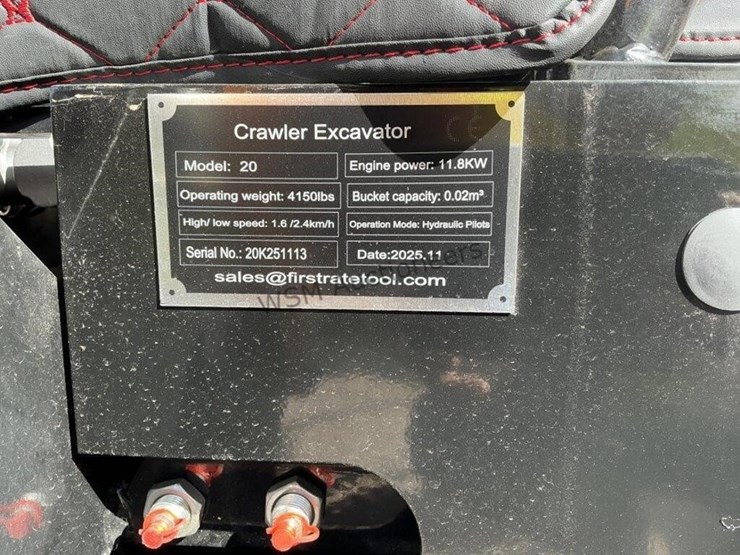 Crawler Excavator
CE
Model: 20
Engine power: 11.8KW
Operating weight: 4150lbs
Bucket capacity: 0.02m³
High/ low speed: 1.6 /2.4km/h
Operation Mode: Hydraulic Pilots
Serial No.: 20K251113
Date:2025.11
sales@firstratetool.com
WSM Auctioneers